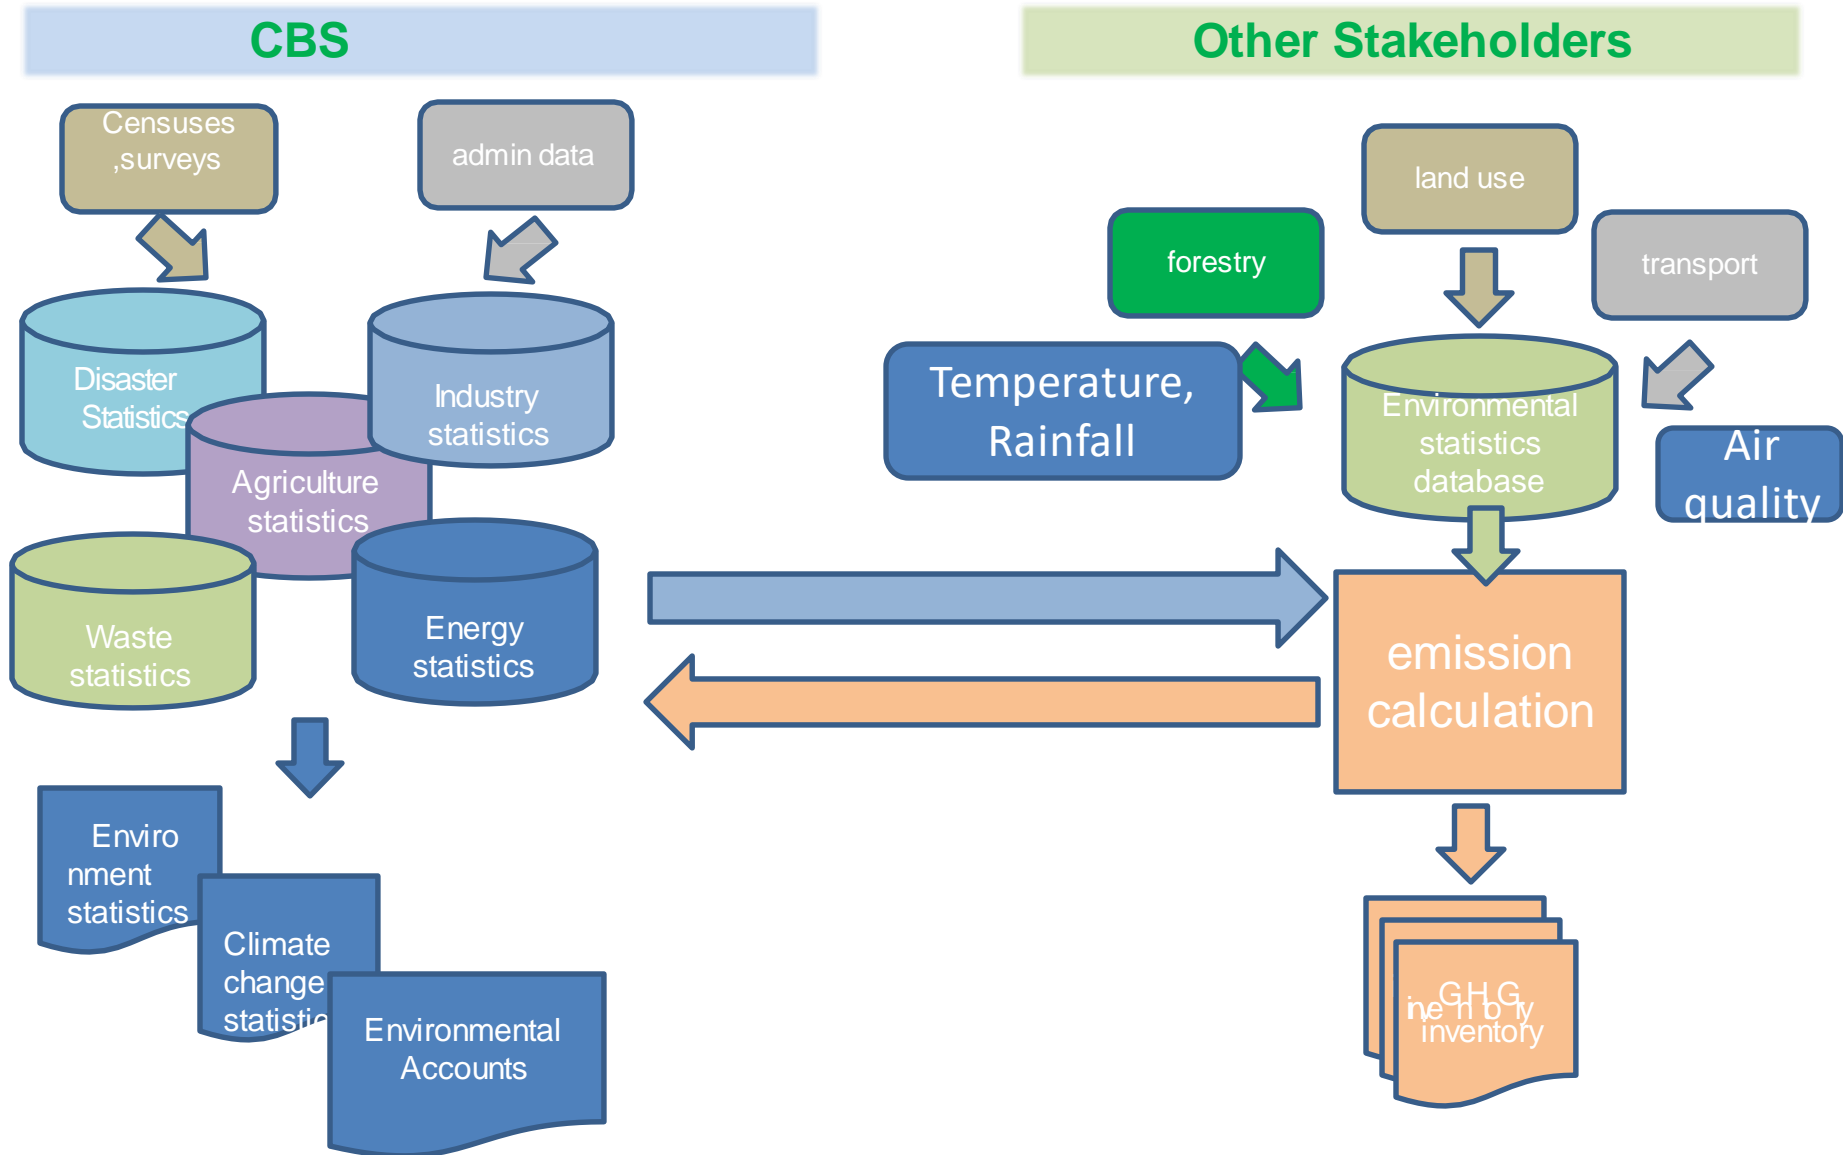 CBS
Other Stakeholders
Censuses
,surveys
admin data
land use
forestry
transport
Temperature,
Rainfall
Environmental
statistics
database
Air
quality
Disaster
Statistics
Industry
statistics
Agriculture
statistics
Waste
statistics
Energy
statistics
emission
calculation
Enviro
nment
statistics
Climate
change
Environmental
Accounts
GHG
inventory